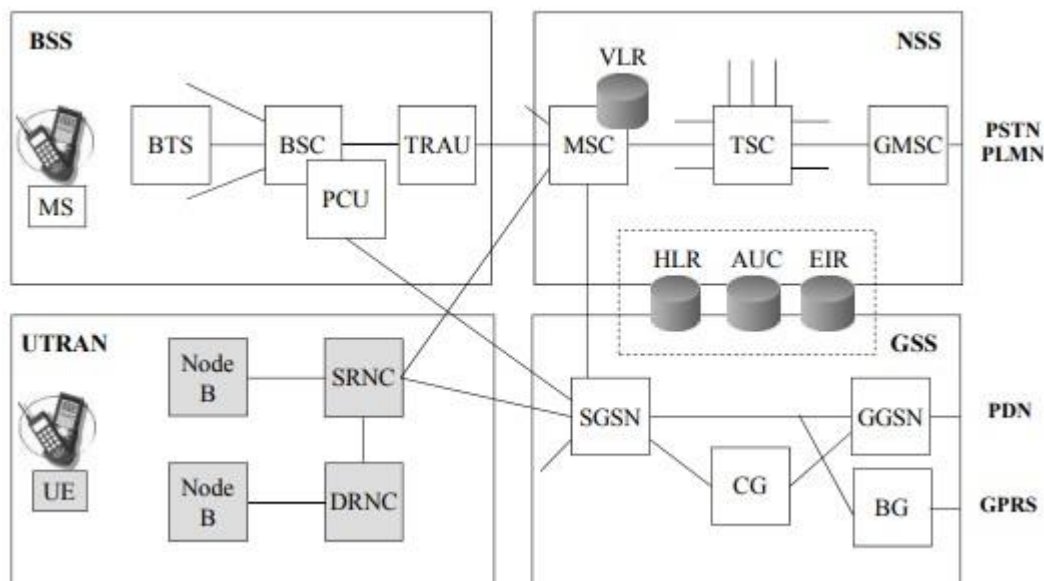 BSS
MS
BTS
BSC
PCU
TRAU
NSS
VLR
MSC
TSC
GMSC
PSTN
PLMN
HLR AUC EIR
UTRAN
UE
Node
B
SRNC
Node
B
DRNC
GSS
SGSN
CG
GGSN
BG
PDN
GPRS